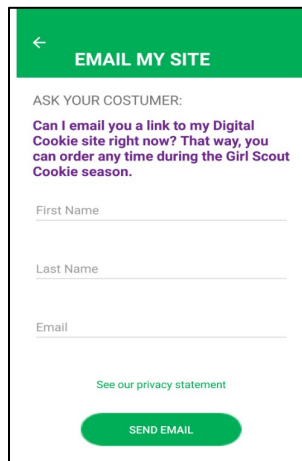 EMAIL MY SITE
ASK YOUR COSTUMER:
Can I email you a link to my Digital
Cookie site right now? That way, you
can order any time during the Girl Scout
Cookie season.
First Name
Last Name
Email
See our privacy statement
SEND EMAIL